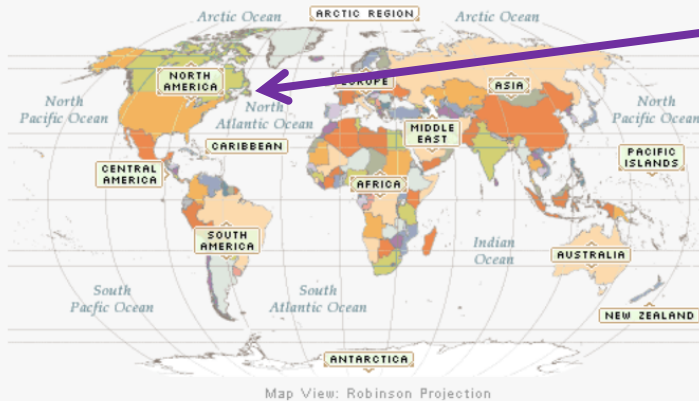 Arctic Ocean
ARCTIC REGION
Arctic Ocean
NORTH
AMERICA
EUROPE
ASIA
North
Pacific Ocean
North
Atlantic Ocean
North
Pacific Ocean
CARIBBEAN
MIDDLE
EAST
PACIFIC
ISLANDS
CENTRAL
AMERICA
AFRICA
SOUTH
AMERICA
Indian
Ocean
AUSTRALIA
South
Pacfic Ocean
South
Atlantic Ocean
NEW ZEALAND
ANTARCTICA
Map View: Robinson Projection